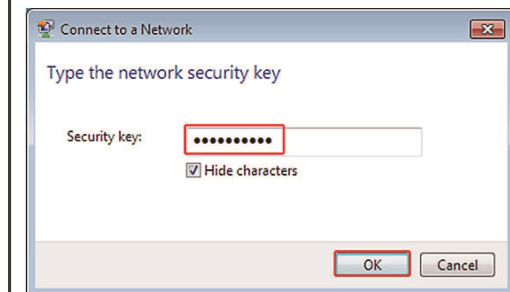 Connect to a Network
Type the network security key
Security key: ••••••••••
Hide characters
OK Cancel